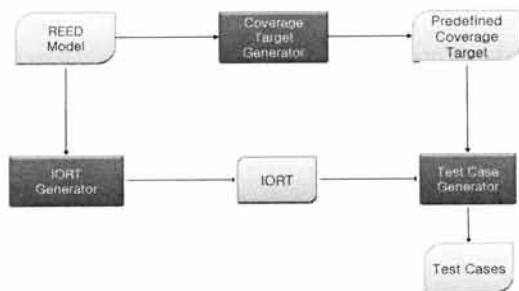 REED
Model
Coverage
Target
Generator
Predefined
Coverage
Target
IORT
Generator
IORT
Test Case
Generator
Test Cases